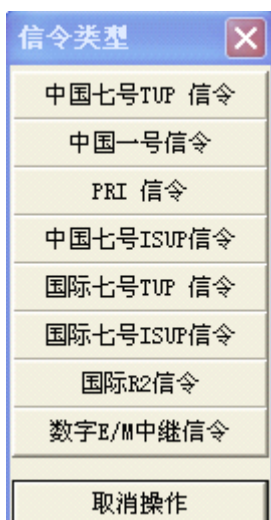 信令类型
中国七号TUP 信令
中国一号信令
PRI 信令
中国七号ISUP信令
国际七号TUP 信令
国际七号ISUP信令
国际R2信令
数字E/M中继信令
取消操作